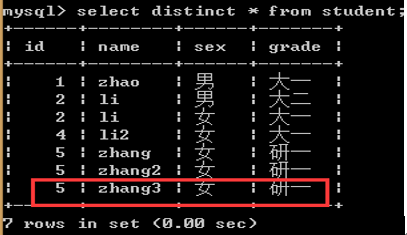 mysql> select distinct * from student;
id | name | sex | grade
1 | zhao | 男 | 大一
2 | li | 男 | 大二
2 | li | 女 | 大一
4 | li2 | 女 | 大一
5 | zhang | 女 | 研一
5 | zhang2 | 女 | 研一
5 | zhang3 | 女 | 研一
7 rows in set (0.00 sec)